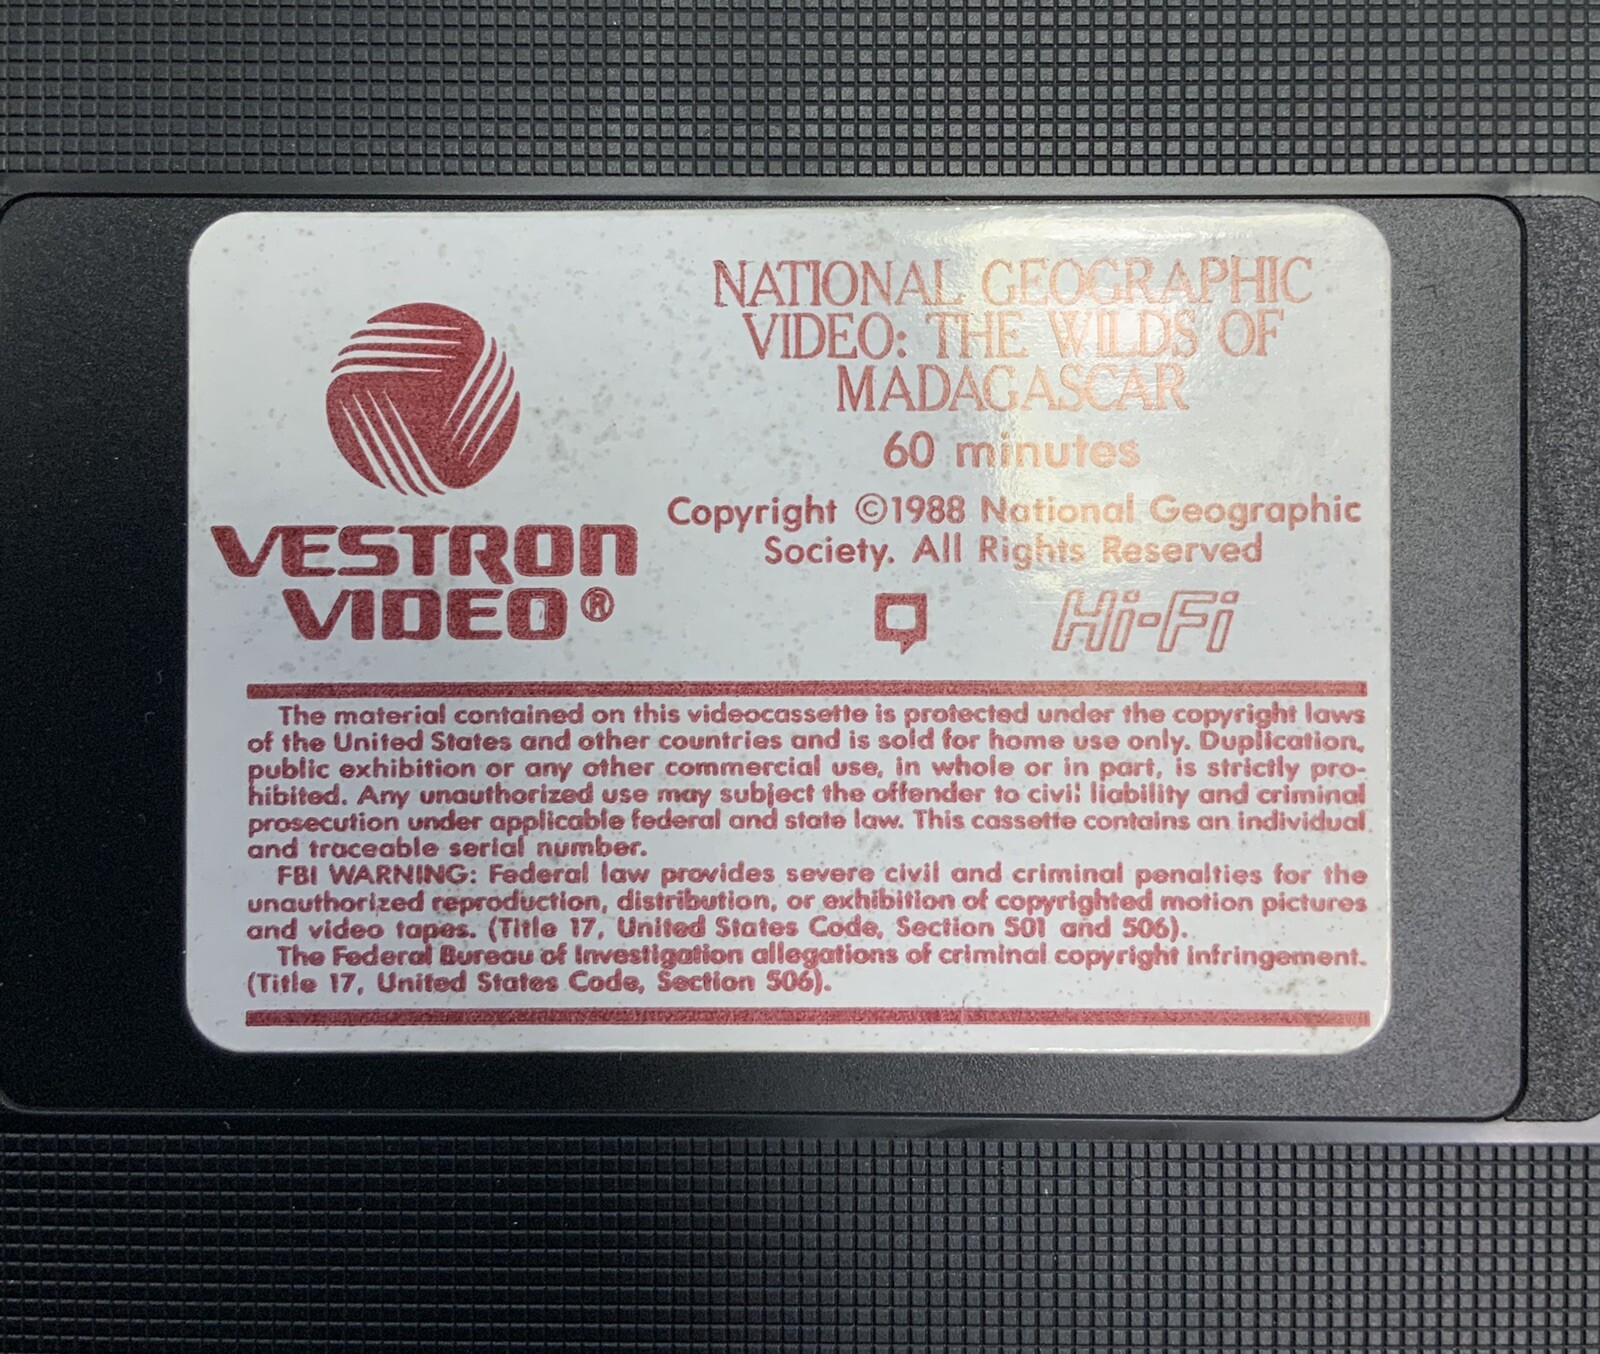 NATIONAL GEOGRAPHIC
VIDEO: THE WILDS OF
MADAGASCAR
60 minutes
Copyright ©1988 National Geographic
Society. All Rights Reserved
Hi-Fi
VESTRON
VIDEO®
The material contained on this videocassette is protected under the copyright laws
of the United States and other countries and is sold for home use only. Duplication,
public exhibition or any other commercial use, in whole or in part, is strictly pro-
hibited. Any unauthorized use may subject the offender to civil liability and criminal
prosecution under applicable federal and state law. This cassette contains an individual
and traceable serial number.
FBI WARNING: Federal law provides severe civil and criminal penalties for the
unauthorized reproduction, distribution, or exhibition of copyrighted motion pictures
and video tapes. (Title 17, United States Code, Section 501 and 506).
The Federal Bureau of Investigation allegations of criminal copyright infringement.
(Title 17, United States Code, Section 506).